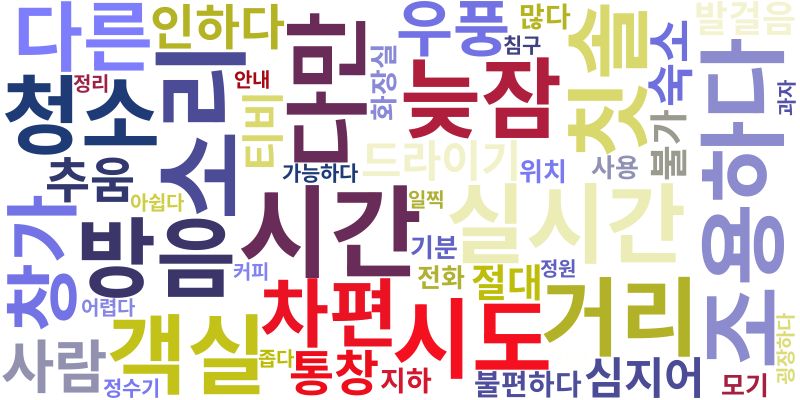 다른
인하다
다만
우풍
많다
침구
칫솔
숙소
발걸음
청소
정리
소리
안내
티비
화장실
늦잠
조용하다
과자
불가
추움
가능하다
드라이기
위치
사용
아쉽다
일찍
창가
방음
시간
실시간
기분
커피
전화
절대
정원
어렵다
거리
차편
시도
객실
좁다
사람
정수기
통창
지하
불편하다
심지어
모기
굉장하다